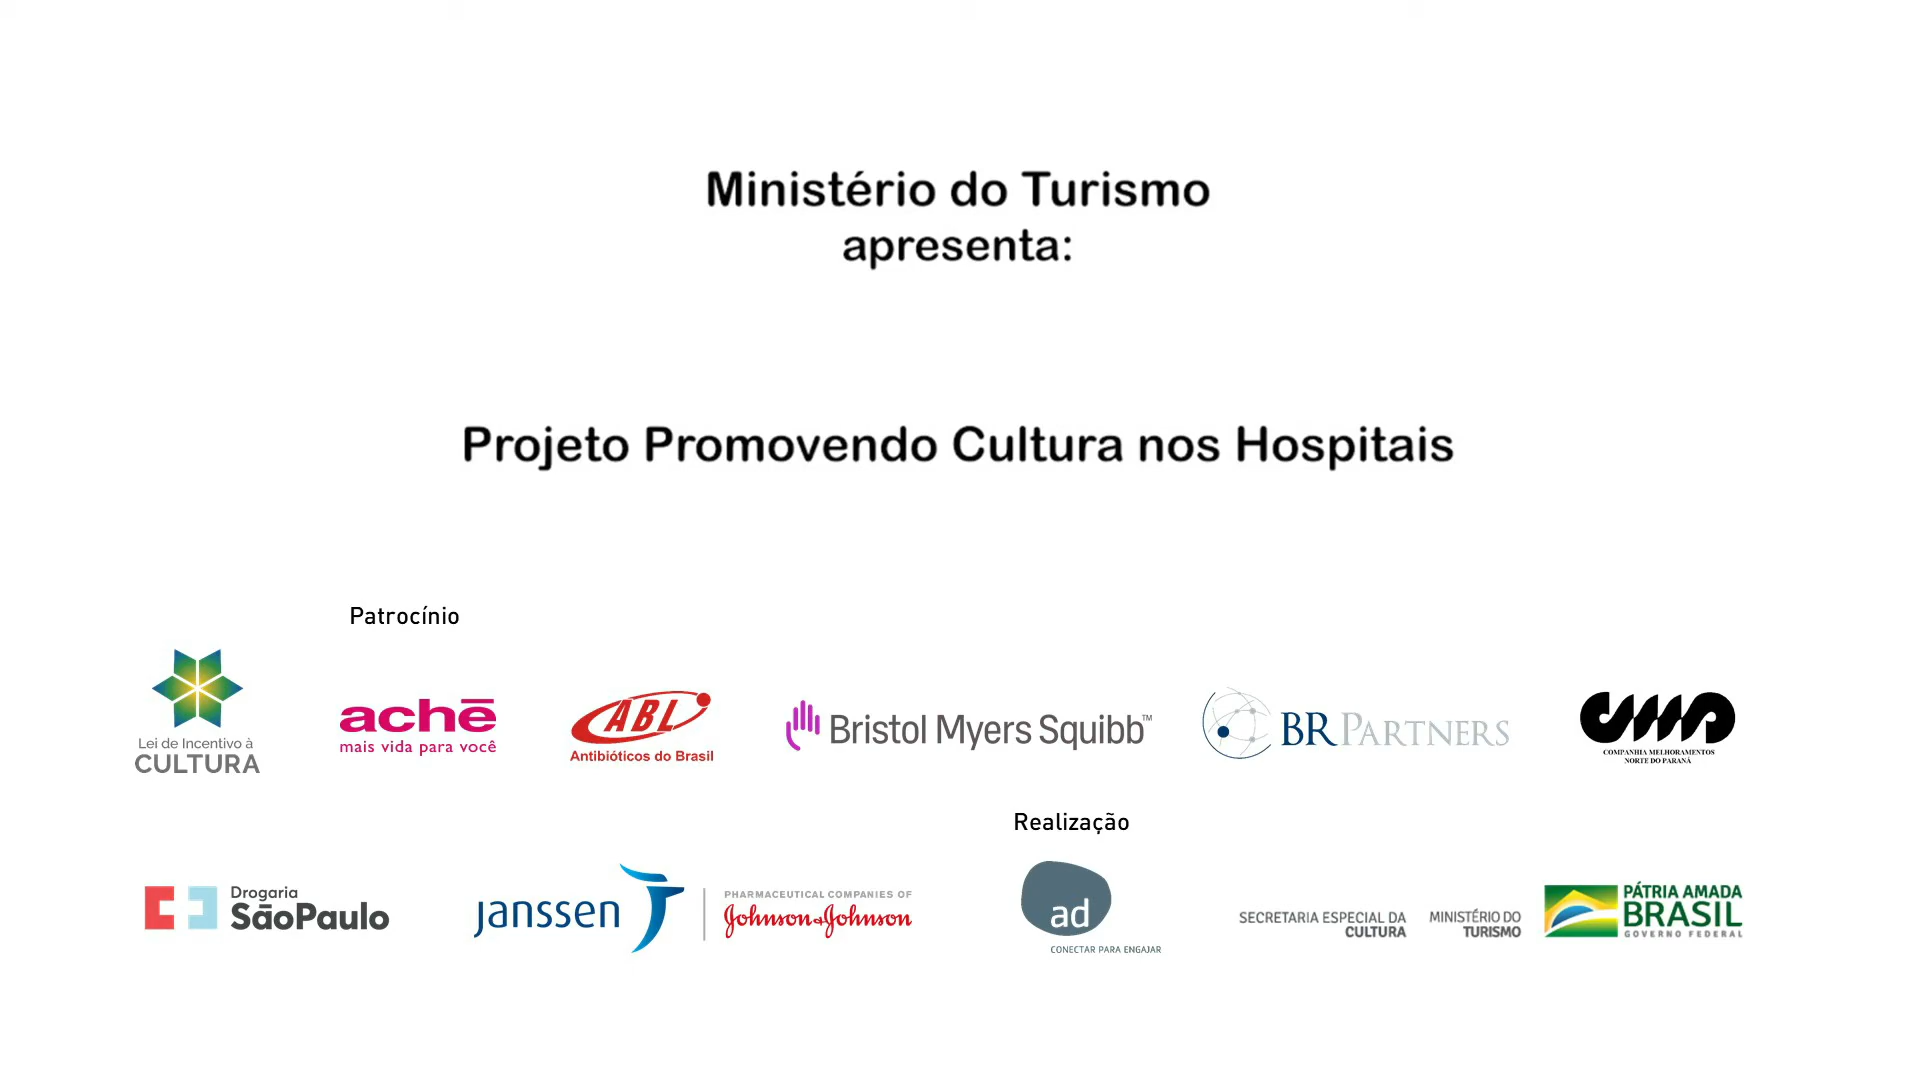 Ministério do Turismo
apresenta:
Projeto Promovendo Cultura nos Hospitais
Patrocínio
Lei de Incentivo à
CULTURA
achē
mais vida para você
ABL
Antibióticos do Brasil
Bristol Myers Squibb™
BR PARTNERS
CMNP
COMPANHIA MELHORAMENTOS
NORTE DO PARANÁ
Drogaria
SãoPaulo
janssen
PHARMACEUTICAL COMPANIES OF
Johnson & Johnson
Realização
ad
CONECTAR PARA ENGAJAR
SECRETARIA ESPECIAL DA
CULTURA
MINISTÉRIO DO
TURISMO
PÁTRIA AMADA
BRASIL
GOVERNO FEDERAL